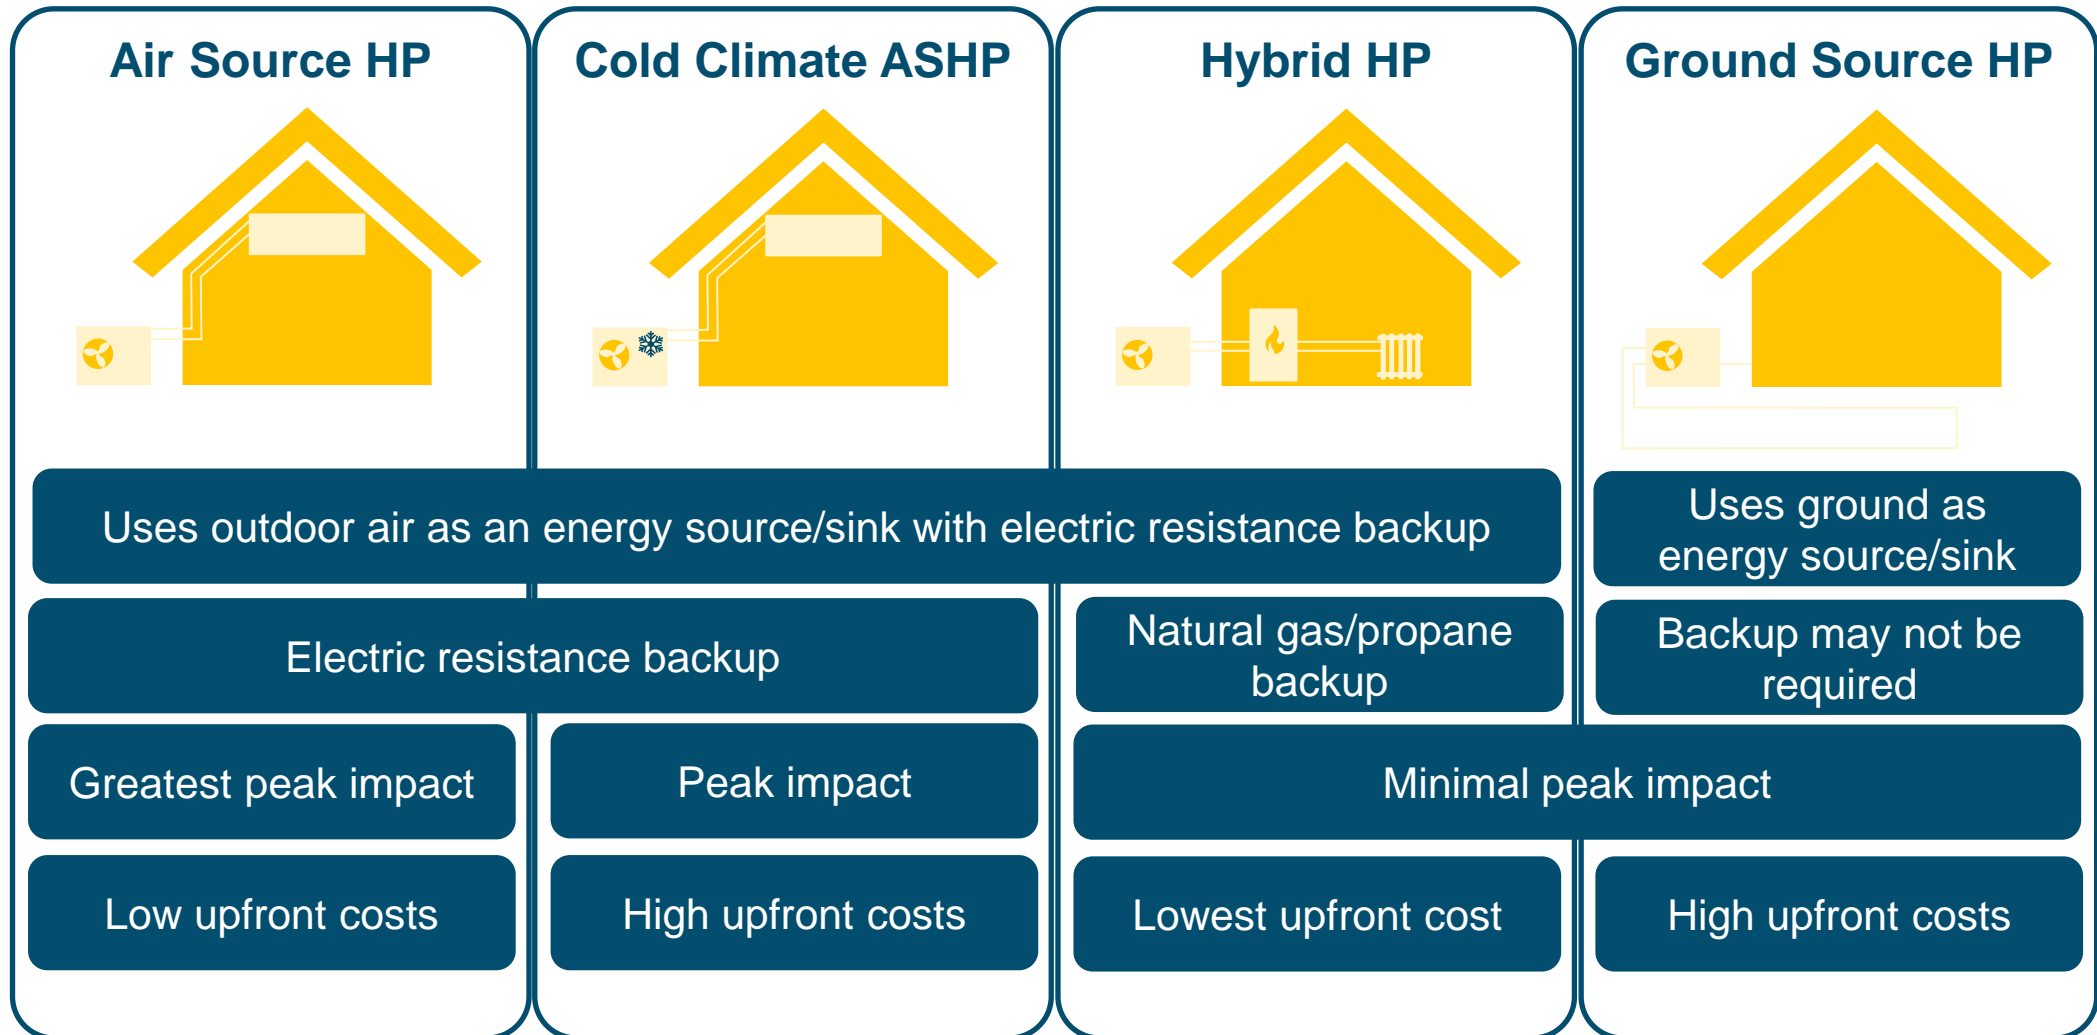 Air Source HP
Cold Climate ASHP
Hybrid HP
Ground Source HP
Uses outdoor air as an energy source/sink with electric resistance backup
Uses ground as
energy source/sink
Electric resistance backup
Natural gas/propane
backup
Backup may not be
required
Greatest peak impact
Peak impact
Minimal peak impact
Low upfront costs
High upfront costs
Lowest upfront cost
High upfront costs